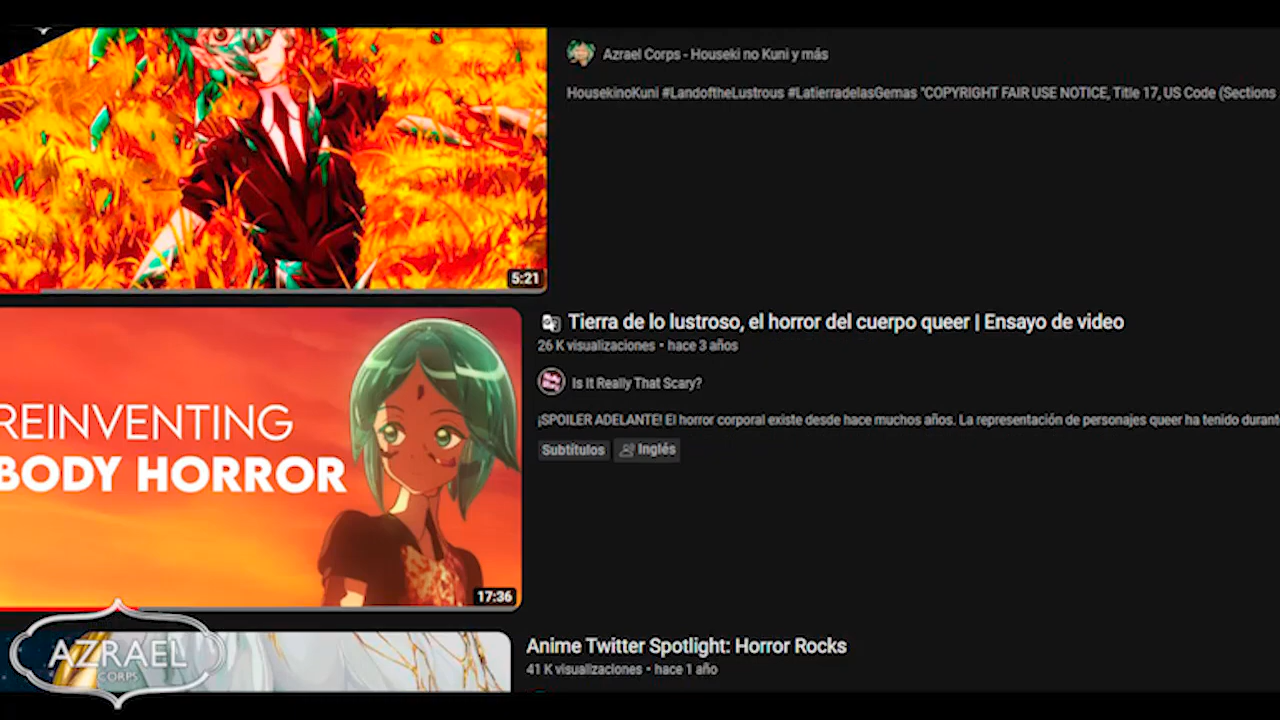 Azrael Corps - Houseki no Kuni y más
HousekinoKuni #LandoftheLustrous #LatierradelasGemas "COPYRIGHT FAIR USE NOTICE, Title 17, US Code (Sections
5:21
Tierra de lo lustroso, el horror del cuerpo queer | Ensayo de video
26 K visualizaciones • hace 3 años
Is It Really That Scary?
¡SPOILER ADELANTE! El horror corporal existe desde hace muchos años. La representación de personajes queer ha tenido durant
Subtítulos
Inglés
REINVENTING
BODY HORROR
17:36
Anime Twitter Spotlight: Horror Rocks
41 K visualizaciones • hace 1 año
AZRAEL
CORPS